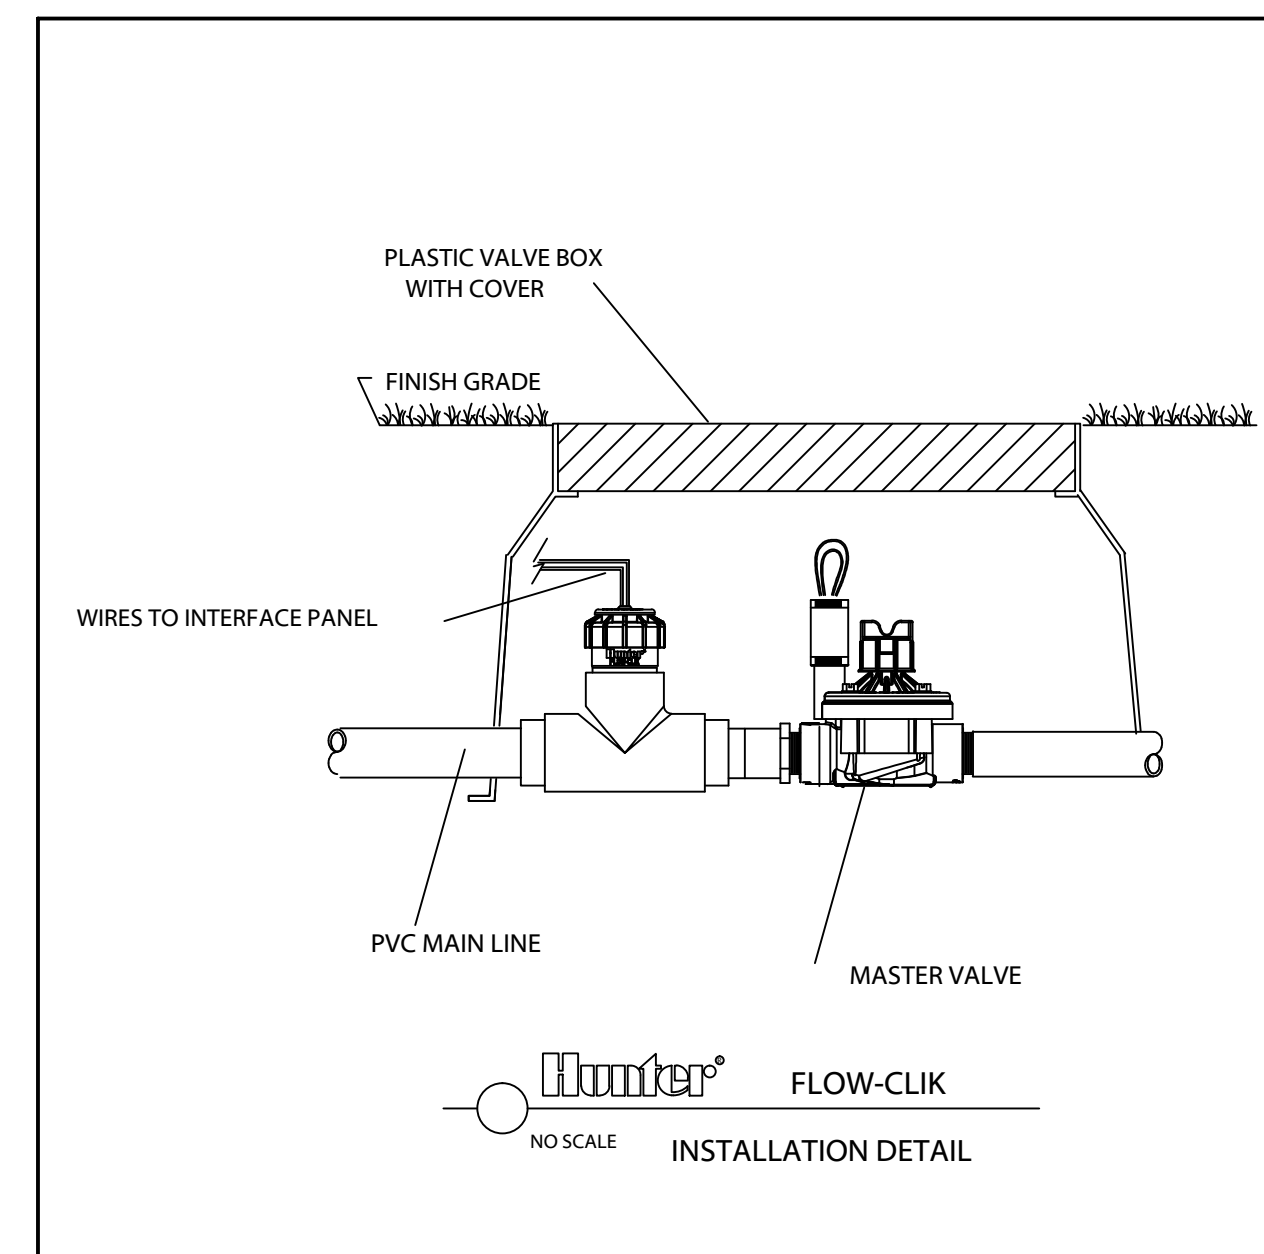 PLASTIC VALVE BOX
WITH COVER
FINISH GRADE
WIRES TO INTERFACE PANEL
Hunter
PVC MAIN LINE
MASTER VALVE
Hunter®
FLOW-CLIK
NO SCALE
INSTALLATION DETAIL